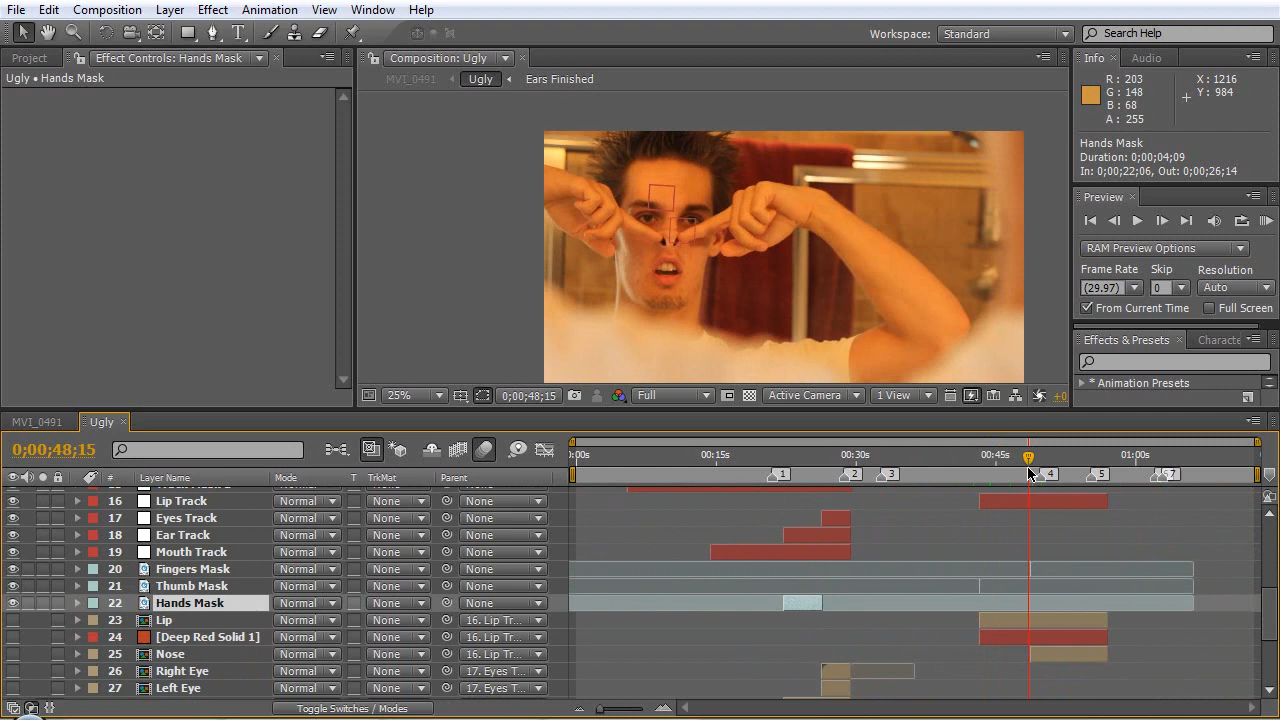 File Edit Composition Layer Effect Animation View Window Help
Workspace: Standard Search Help
Project Effect Controls: Hands Mask
Composition: Ugly
Info Audio
Ugly • Hands Mask
MVI_0491 Ugly Ears Finished
R : 203 X : 1216
G : 148 Y : 984
B : 68
A : 255
Hands Mask
Duration: 0;00;04;09
In: 0;00;22;06, Out: 0;00;26;14
Preview
RAM Preview Options
Frame Rate Skip Resolution
(29.97) 1 Auto
From Current Time Full Screen
Effects & Presets Characte
* Animation Presets
25% 0;00;48;15 Full Active Camera 1 View +0
MVI_0491 Ugly
0;00;48;15
:00s 00:15s 00:30s 00:45s 01:00s
# Layer Name Mode T TrkMat Parent
1 2 3 4 5 7
16 Lip Track Normal None None
17 Eyes Track Normal None None
18 Ear Track Normal None None
19 Mouth Track Normal None None
20 Fingers Mask Normal None None
21 Thumb Mask Normal None None
22 Hands Mask Normal None None
23 Lip Normal None 16. Lip Tr...
24 [Deep Red Solid 1] Normal None 16. Lip Tr...
25 Nose Normal None 16. Lip Tr...
26 Right Eye Normal None 17. Eyes T...
27 Left Eye Normal None 17. Eyes T...
Toggle Switches / Modes